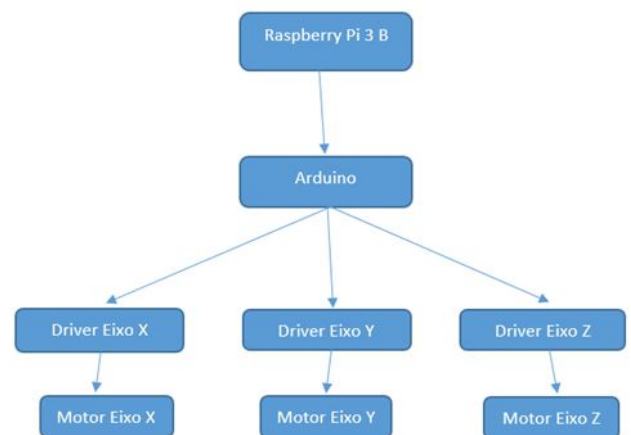 Raspberry Pi 3 B
Arduino
Driver Eixo X
Driver Eixo Y
Driver Eixo Z
Motor Eixo X
Motor Eixo Y
Motor Eixo Z